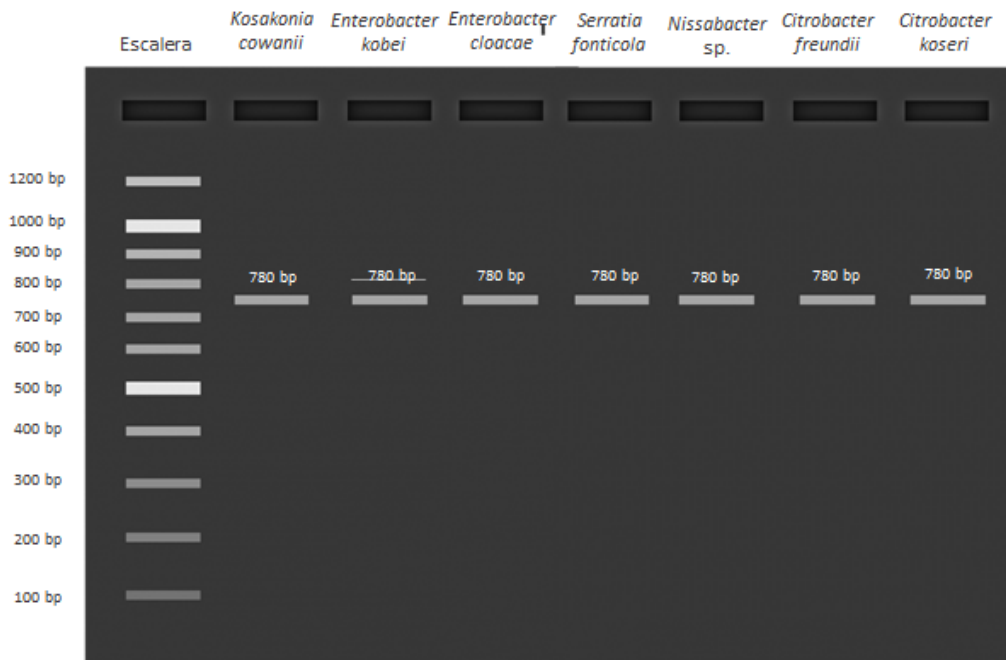 Escalera
Kosakonia
cowanii
Enterobacter
kobei
Enterobacter
cloacae
Serratia
fonticola
Nissabacter
sp.
Citrobacter
freundii
Citrobacter
koseri
1200 bp
1000 bp
900 bp
800 bp
700 bp
600 bp
500 bp
400 bp
300 bp
200 bp
100 bp
780 bp
780 bp
780 bp
780 bp
780 bp
780 bp
780 bp